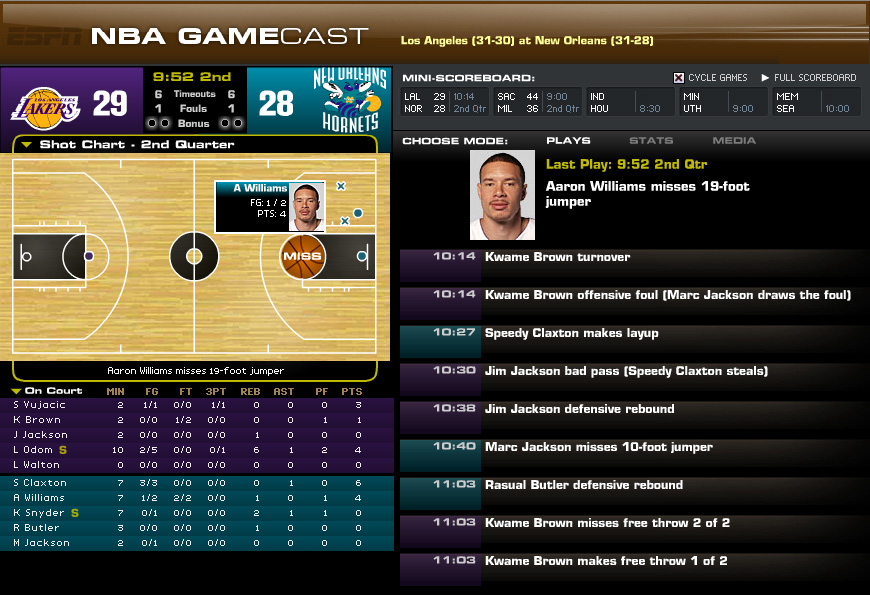 ESPN NBA GAMECAST
Los Angeles (31-30) at New Orleans (31-28)
LOS ANGELES LAKERS
29
9:52 2nd
6 Timeouts 6
1 Fouls 1
Bonus
28
NEW ORLEANS HORNETS
MINI-SCOREBOARD:
CYCLE GAMES
FULL SCOREBOARD
LAL 29 10:14
NOR 28 2nd Qtr
SAC 44 9:00
MIL 36 2nd Qtr
IND
HOU 8:30
MIN
UTH 9:00
MEM
SEA 10:00
Shot Chart - 2nd Quarter
A Williams
FG: 1 / 2
PTS: 4
MISS
Aaron Williams misses 19-foot jumper
On Court MIN FG FT 3PT REB AST PF PTS
S Vujacic 2 1/1 0/0 1/1 0 0 0 3
K Brown 2 0/0 1/2 0/0 0 0 1 1
J Jackson 2 0/0 0/0 0/0 1 0 0 0
L Odom S 10 2/5 0/0 0/1 6 1 2 4
L Walton 0 0/0 0/0 0/0 0 0 0 0
S Claxton 7 3/3 0/0 0/0 0 1 0 6
A Williams 7 1/2 2/2 0/0 1 0 1 4
K Snyder S 7 0/1 0/0 0/0 2 1 1 0
R Butler 3 0/0 0/0 0/0 1 0 0 0
M Jackson 2 0/1 0/0 0/0 0 0 0 0
CHOOSE MODE: PLAYS STATS MEDIA
Last Play: 9:52 2nd Qtr
Aaron Williams misses 19-foot
jumper
10:14 Kwame Brown turnover
10:14 Kwame Brown offensive foul (Marc Jackson draws the foul)
10:27 Speedy Claxton makes layup
10:30 Jim Jackson bad pass (Speedy Claxton steals)
10:38 Jim Jackson defensive rebound
10:40 Marc Jackson misses 10-foot jumper
11:03 Rasual Butler defensive rebound
11:03 Kwame Brown misses free throw 2 of 2
11:03 Kwame Brown makes free throw 1 of 2